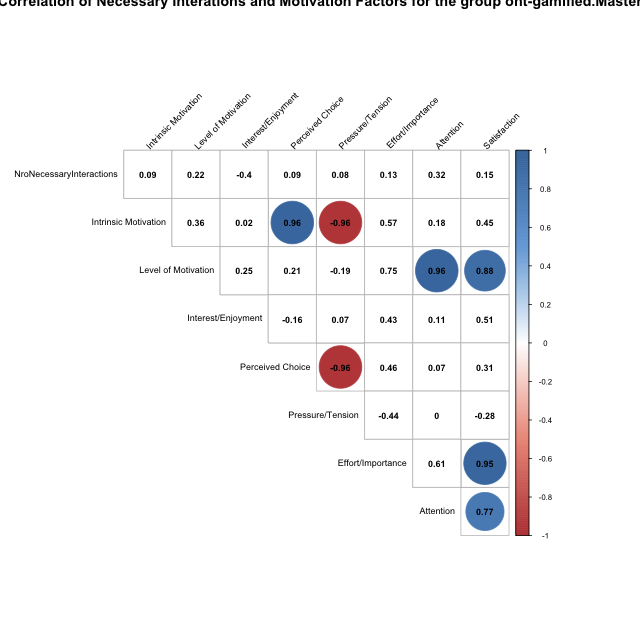 Correlation of Necessary Interations and Motivation Factors for the group ont-gamified.Master
Intrinsic Motivation
Level of Motivation
Interest/Enjoyment
Perceived Choice
Pressure/Tension
Effort/Importance
Attention
Satisfaction
NroNecessaryInteractions 0.09 0.22 -0.4 0.09 0.08 0.13 0.32 0.15
Intrinsic Motivation 0.36 0.02 0.96 -0.96 0.57 0.18 0.45
Level of Motivation 0.25 0.21 -0.19 0.75 0.96 0.88
Interest/Enjoyment -0.16 0.07 0.43 0.11 0.51
Perceived Choice -0.96 0.46 0.07 0.31
Pressure/Tension -0.44 0 -0.28
Effort/Importance 0.61 0.95
Attention 0.77
1
0.8
0.6
0.4
0.2
0
-0.2
-0.4
-0.6
-0.8
-1